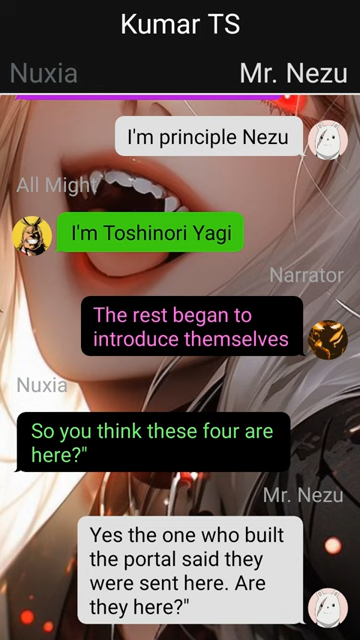 Kumar TS
Nuxia
Mr. Nezu
I'm principle Nezu
All Might
I'm Toshinori Yagi
Narrator
The rest began to
introduce themselves
Nuxia
So you think these four are
here?"
Mr. Nezu
Yes the one who built
the portal said they
were sent here. Are
they here?"